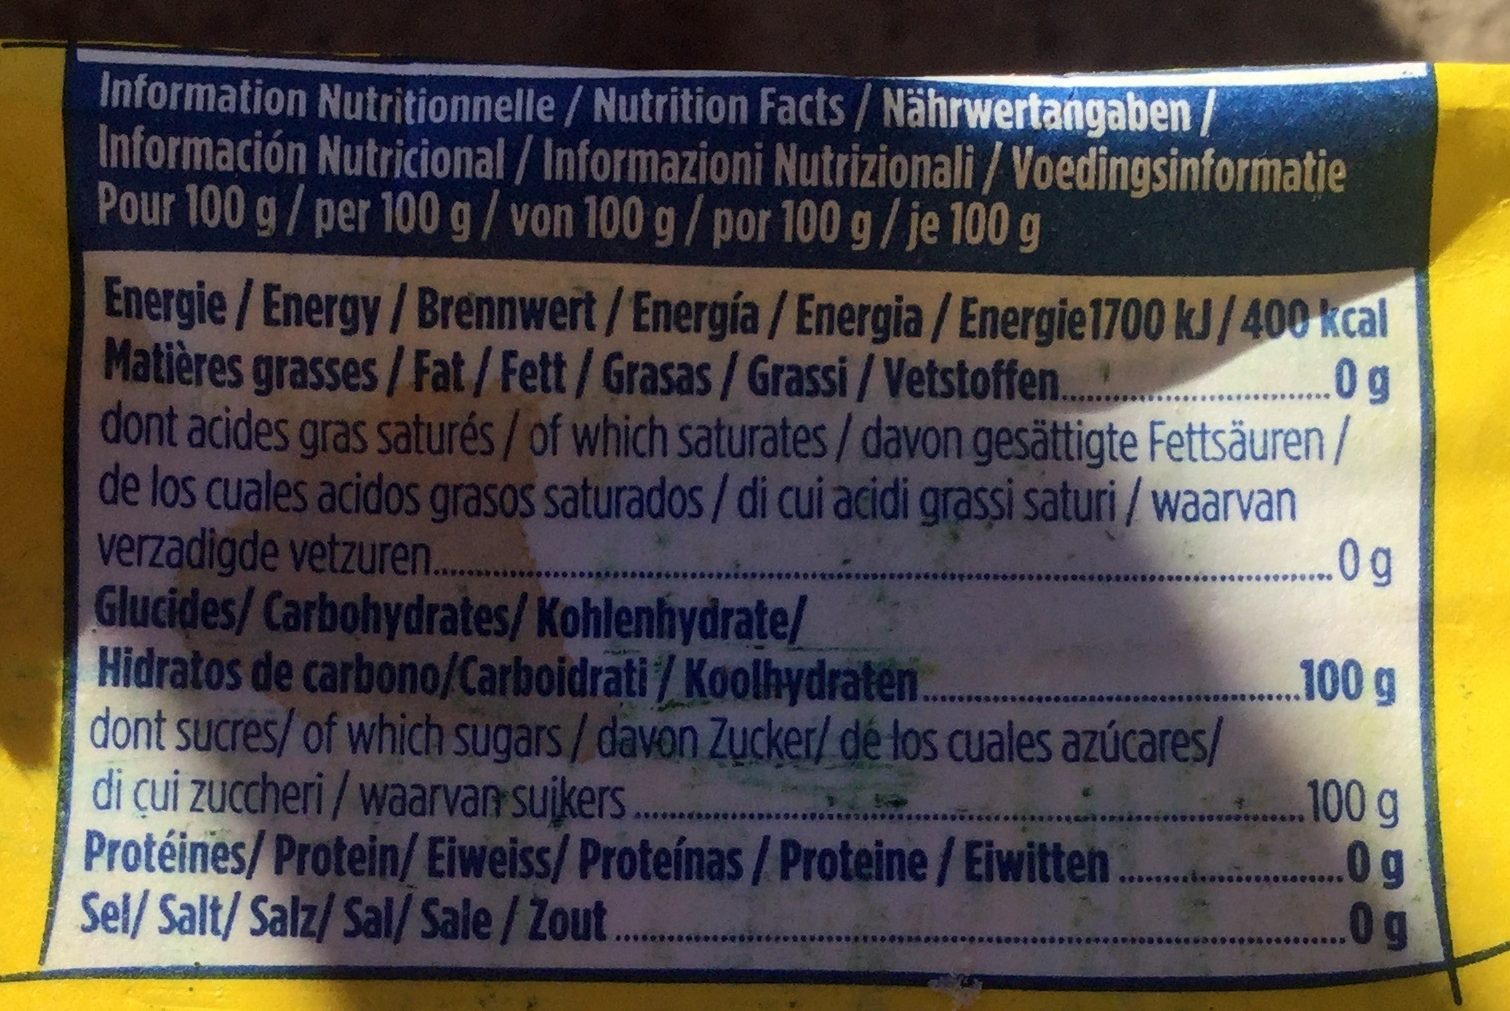 Information Nutritionnelle / Nutrition Facts / Nährwertangaben /
Información Nutricional / Informazioni Nutrizionali / Voedingsinformatie
Pour 100 g / per 100 g / von 100 g / por 100 g / je 100 g
Energie / Energy / Brennwert / Energía / Energia / Energie1700 kJ / 400 kcal
Matières grasses / Fat / Fett / Grasas / Grassi / Vetstoffen..............................0 g
dont acides gras saturés / of which saturates / davon gesättigte Fettsäuren /
de los cuales acidos grasos saturados / di cui acidi grassi saturi / waarvan
verzadigde vetzuren..............................0 g
Glucides/ Carbohydrates/ Kohlenhydrate/
Hidratos de carbono/Carboidrati / Koolhydraten..............................100 g
dont sucres/ of which sugars / davon Zucker/ de los cuales azúcares/
di cui zuccheri / waarvan suikers..............................100 g
Protéines/ Protein/ Eiweiss/ Proteínas / Proteine / Eiwitten..............................0 g
Sel/ Salt/ Salz/ Sal/ Sale / Zout..............................0 g